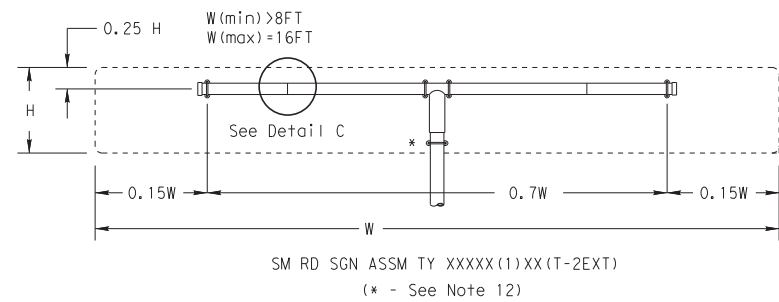 W(min) >8FT
0.25 H
W(max) =16FT
H
See Detail C
*
0.15W
0.7W
0.15W
W
SM RD SGN ASSM TY XXXXX(1)XX(T-2EXT)
(* - See Note 12)